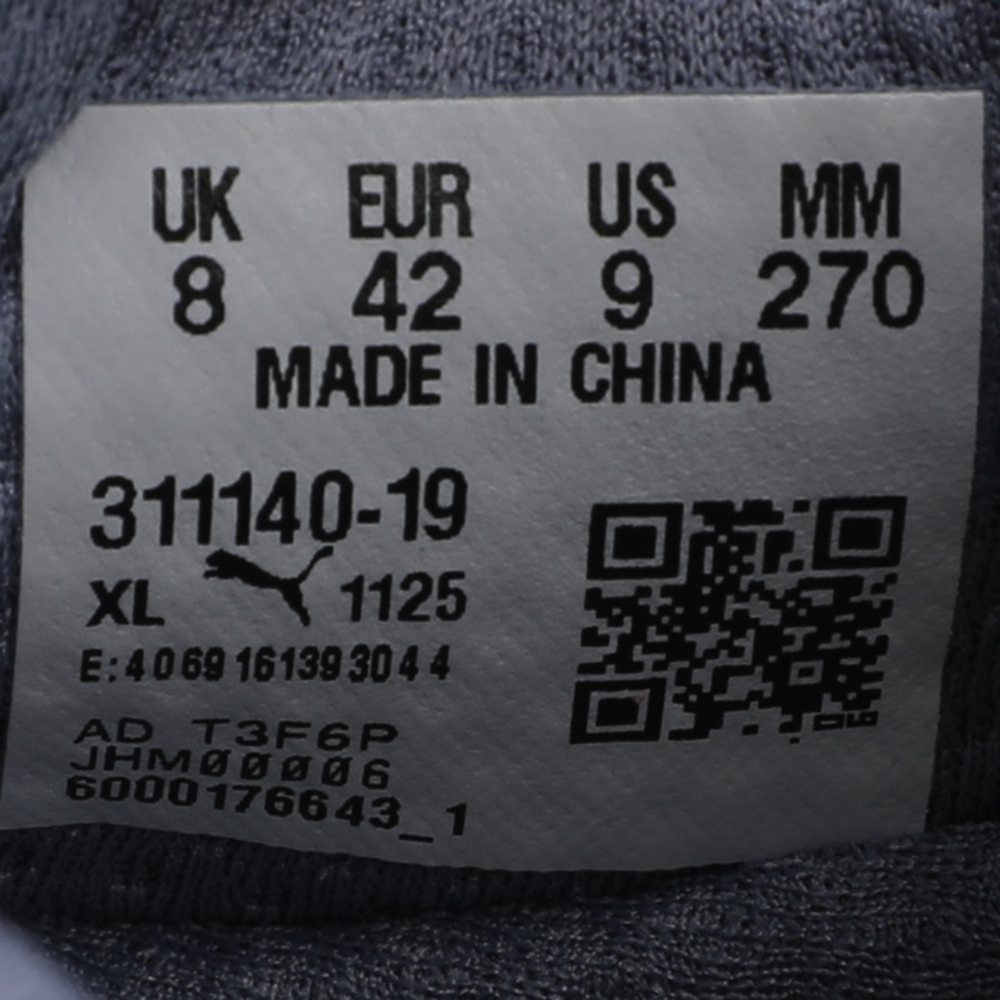 UK EUR US MM
8 42 9 270
MADE IN CHINA
311140-19
XL 1125
E:4069161393044
AD T3F6P
JHM00006
6000176643_1